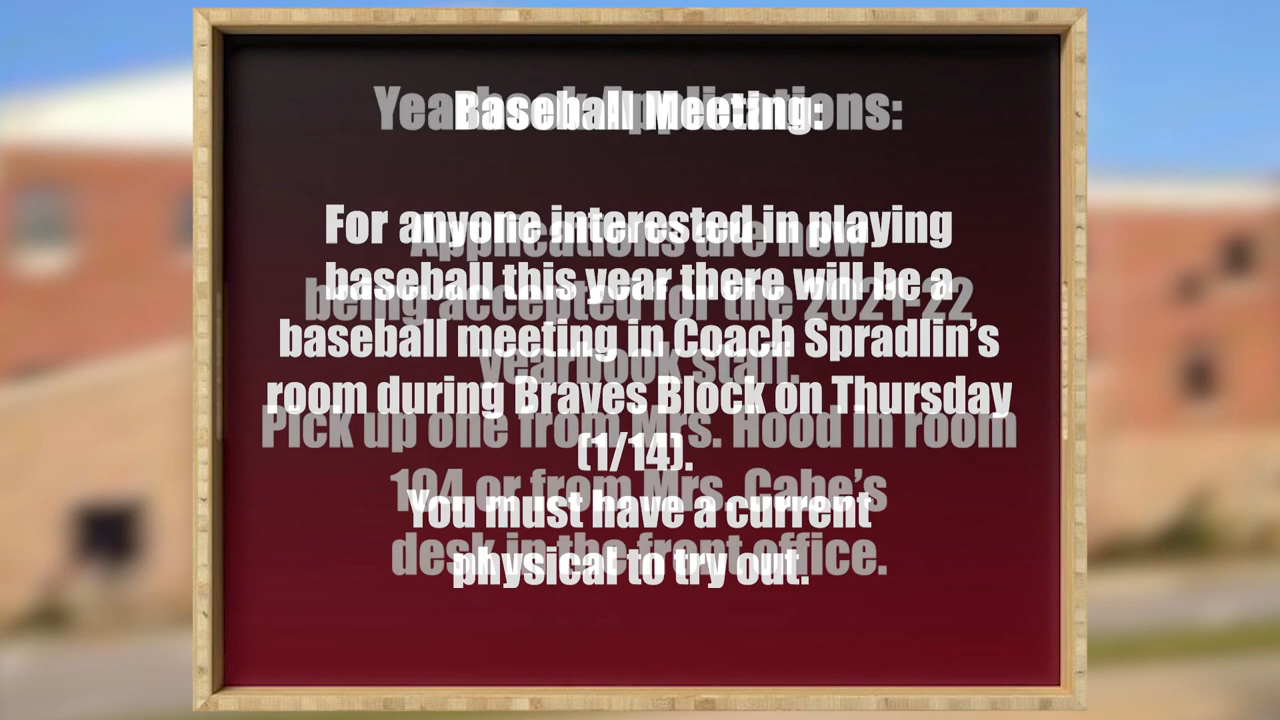 Baseball Meeting:
For anyone interested in playing
baseball this year there will be a
baseball meeting in Coach Spradlin's
room during Braves Block on Thursday
(1/14).
You must have a current
physical to try out.
Yearbook Applications:
Applications are now
being accepted for the 2021-22
yearbook staff.
Pick up one from Mrs. Hood in room
104 or from Mrs. Cabe's
desk in the front office.